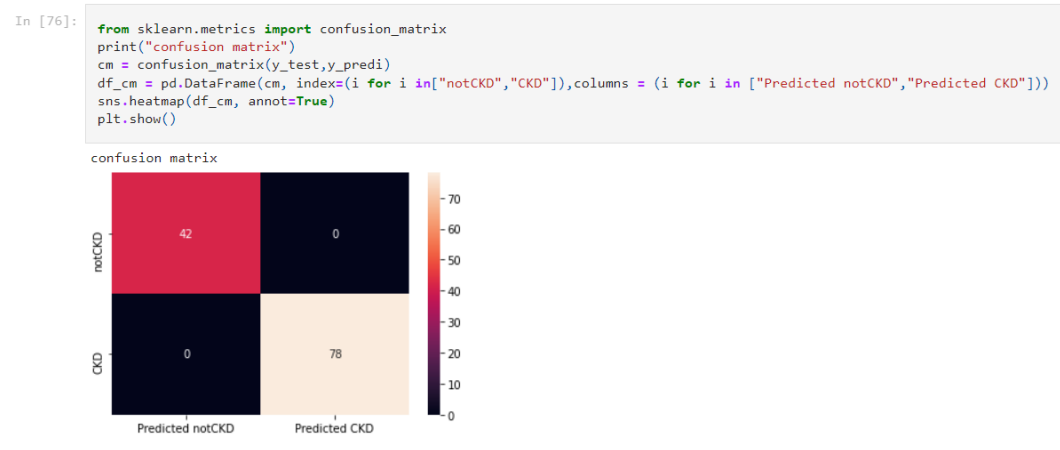 In [76]:
from sklearn.metrics import confusion_matrix
print("confusion matrix")
cm = confusion_matrix(y_test,y_predi)
df_cm = pd.DataFrame(cm, index=(i for i in["notCKD","CKD"]),columns = (i for i in ["Predicted notCKD","Predicted CKD"]))
sns.heatmap(df_cm, annot=True)
plt.show()
confusion matrix
notCKD
42
0
CKD
0
78
Predicted notCKD
Predicted CKD
70
60
50
40
30
20
10
0